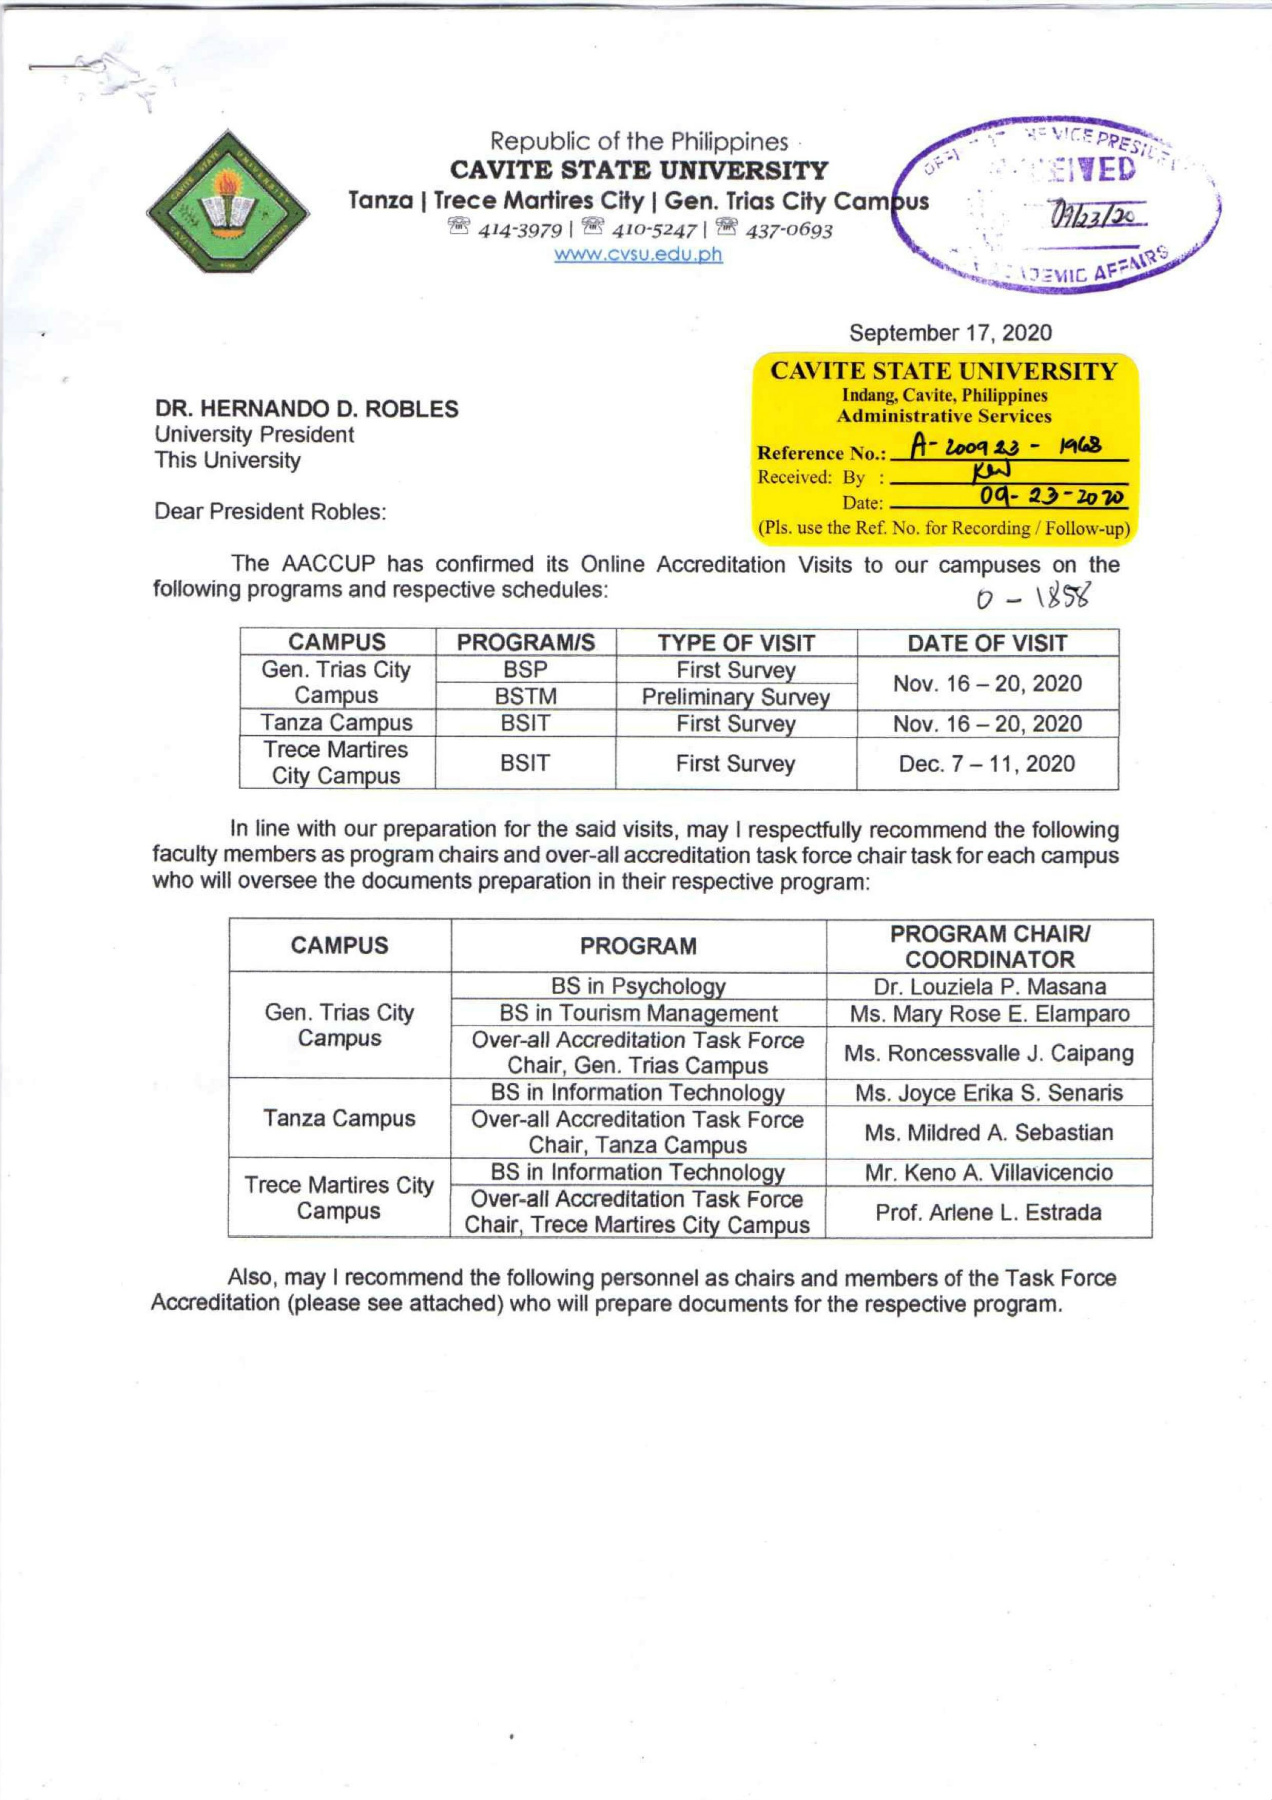 Republic of the Philippines
CAVITE STATE UNIVERSITY
Tanza | Trece Martires City | Gen. Trias City Campus
☏ 414-3979 | ☏ 410-5247 | ☏ 437-0693
www.cvsu.edu.ph
09/23/20
ACADEMIC AFFAIRS
September 17, 2020
CAVITE STATE UNIVERSITY
Indang, Cavite, Philippines
Administrative Services
Reference No.: A-200923-1968
Received: By :
Date: 09-23-2020
(Pls. use the Ref. No. for Recording / Follow-up)
DR. HERNANDO D. ROBLES
University President
This University
Dear President Robles:
The AACCUP has confirmed its Online Accreditation Visits to our campuses on the
following programs and respective schedules:
0-1858
CAMPUS PROGRAM/S TYPE OF VISIT DATE OF VISIT
Gen. Trias City Campus BSP First Survey Nov. 16 – 20, 2020
BSTM Preliminary Survey
Tanza Campus BSIT First Survey Nov. 16 – 20, 2020
Trece Martires City Campus BSIT First Survey Dec. 7 – 11, 2020
In line with our preparation for the said visits, may I respectfully recommend the following
faculty members as program chairs and over-all accreditation task force chair task for each campus
who will oversee the documents preparation in their respective program:
CAMPUS PROGRAM PROGRAM CHAIR/ COORDINATOR
Gen. Trias City Campus BS in Psychology Dr. Louziela P. Masana
BS in Tourism Management Ms. Mary Rose E. Elamparo
Over-all Accreditation Task Force Chair, Gen. Trias Campus Ms. Roncessvalle J. Caipang
Tanza Campus BS in Information Technology Ms. Joyce Erika S. Senaris
Over-all Accreditation Task Force Chair, Tanza Campus Ms. Mildred A. Sebastian
Trece Martires City Campus BS in Information Technology Mr. Keno A. Villavicencio
Over-all Accreditation Task Force Chair, Trece Martires City Campus Prof. Arlene L. Estrada
Also, may I recommend the following personnel as chairs and members of the Task Force
Accreditation (please see attached) who will prepare documents for the respective program.